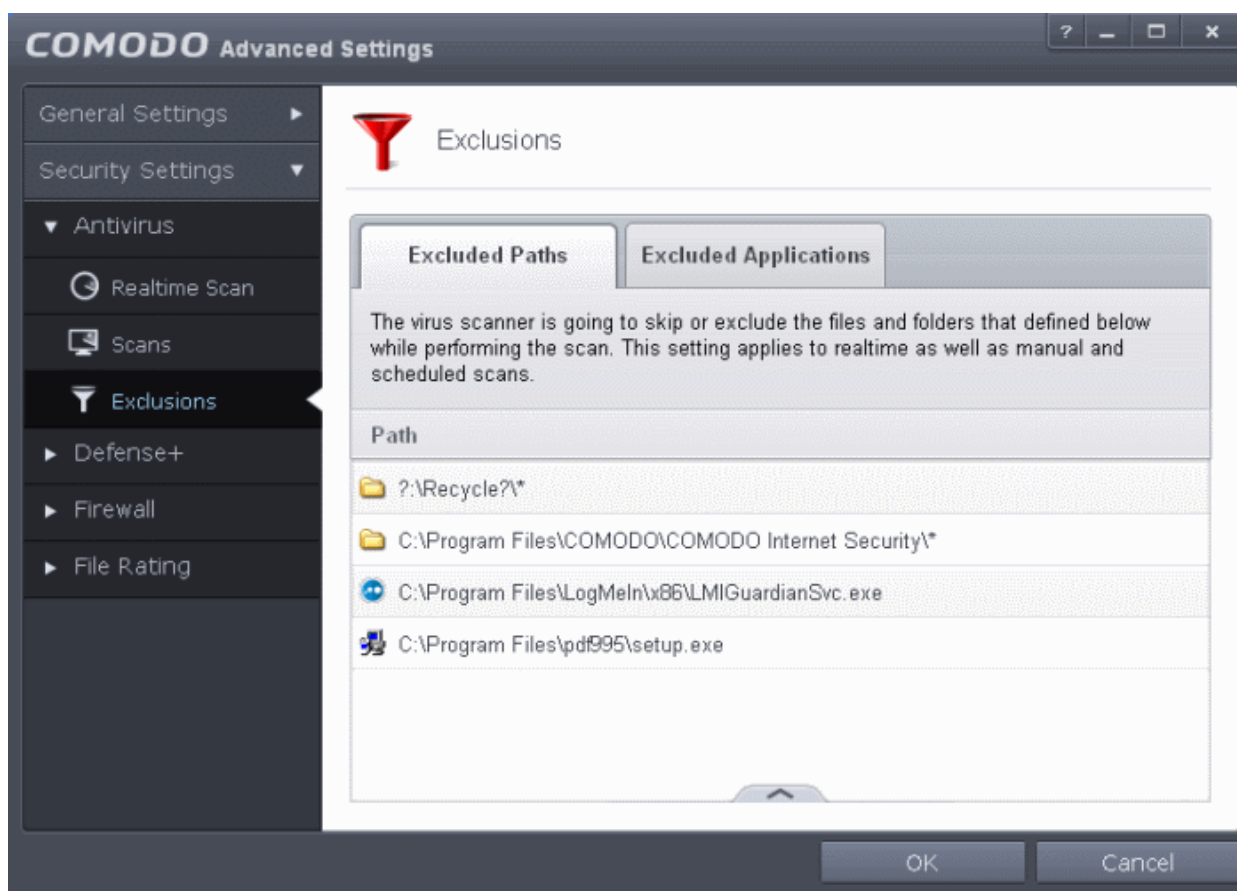 COMODO Advanced Settings
?
General Settings
Security Settings
Antivirus
Realtime Scan
Scans
Exclusions
Defense+
Firewall
File Rating
Exclusions
Excluded Paths
Excluded Applications
The virus scanner is going to skip or exclude the files and folders that defined below
while performing the scan. This setting applies to realtime as well as manual and
scheduled scans.
Path
?:\Recycle?\*
C:\Program Files\COMODO\COMODO Internet Security\*
C:\Program Files\LogMeIn\x86\LMIGuardianSvc.exe
C:\Program Files\pdf995\setup.exe
OK
Cancel